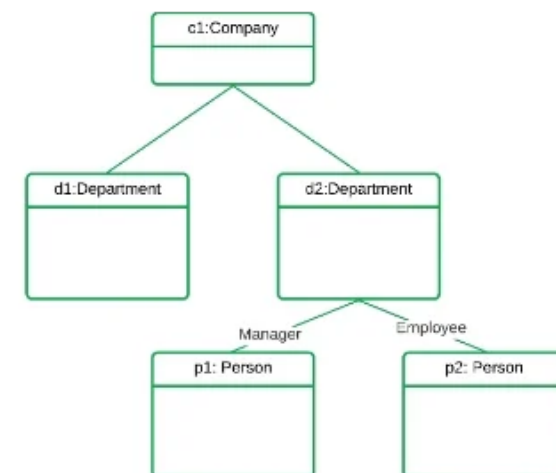 c1:Company
d1:Department
d2:Department
Manager
Employee
p1: Person
p2: Person